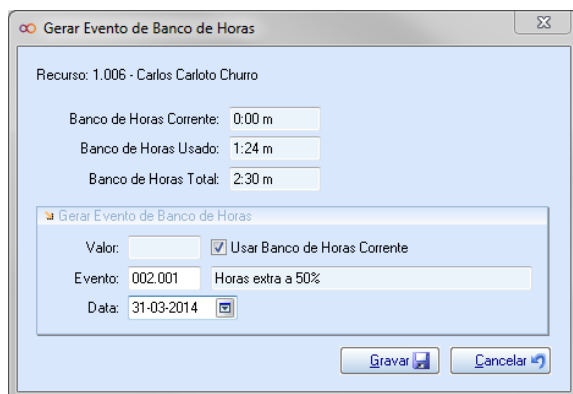 Gerar Evento de Banco de Horas
Recurso: 1.006 - Carlos Carloto Churro
Banco de Horas Corrente: 0:00 m
Banco de Horas Usado: 1:24 m
Banco de Horas Total: 2:30 m
Gerar Evento de Banco de Horas
Valor: Usar Banco de Horas Corrente
Evento: 002.001 Horas extra a 50%
Data: 31-03-2014
Gravar Cancelar